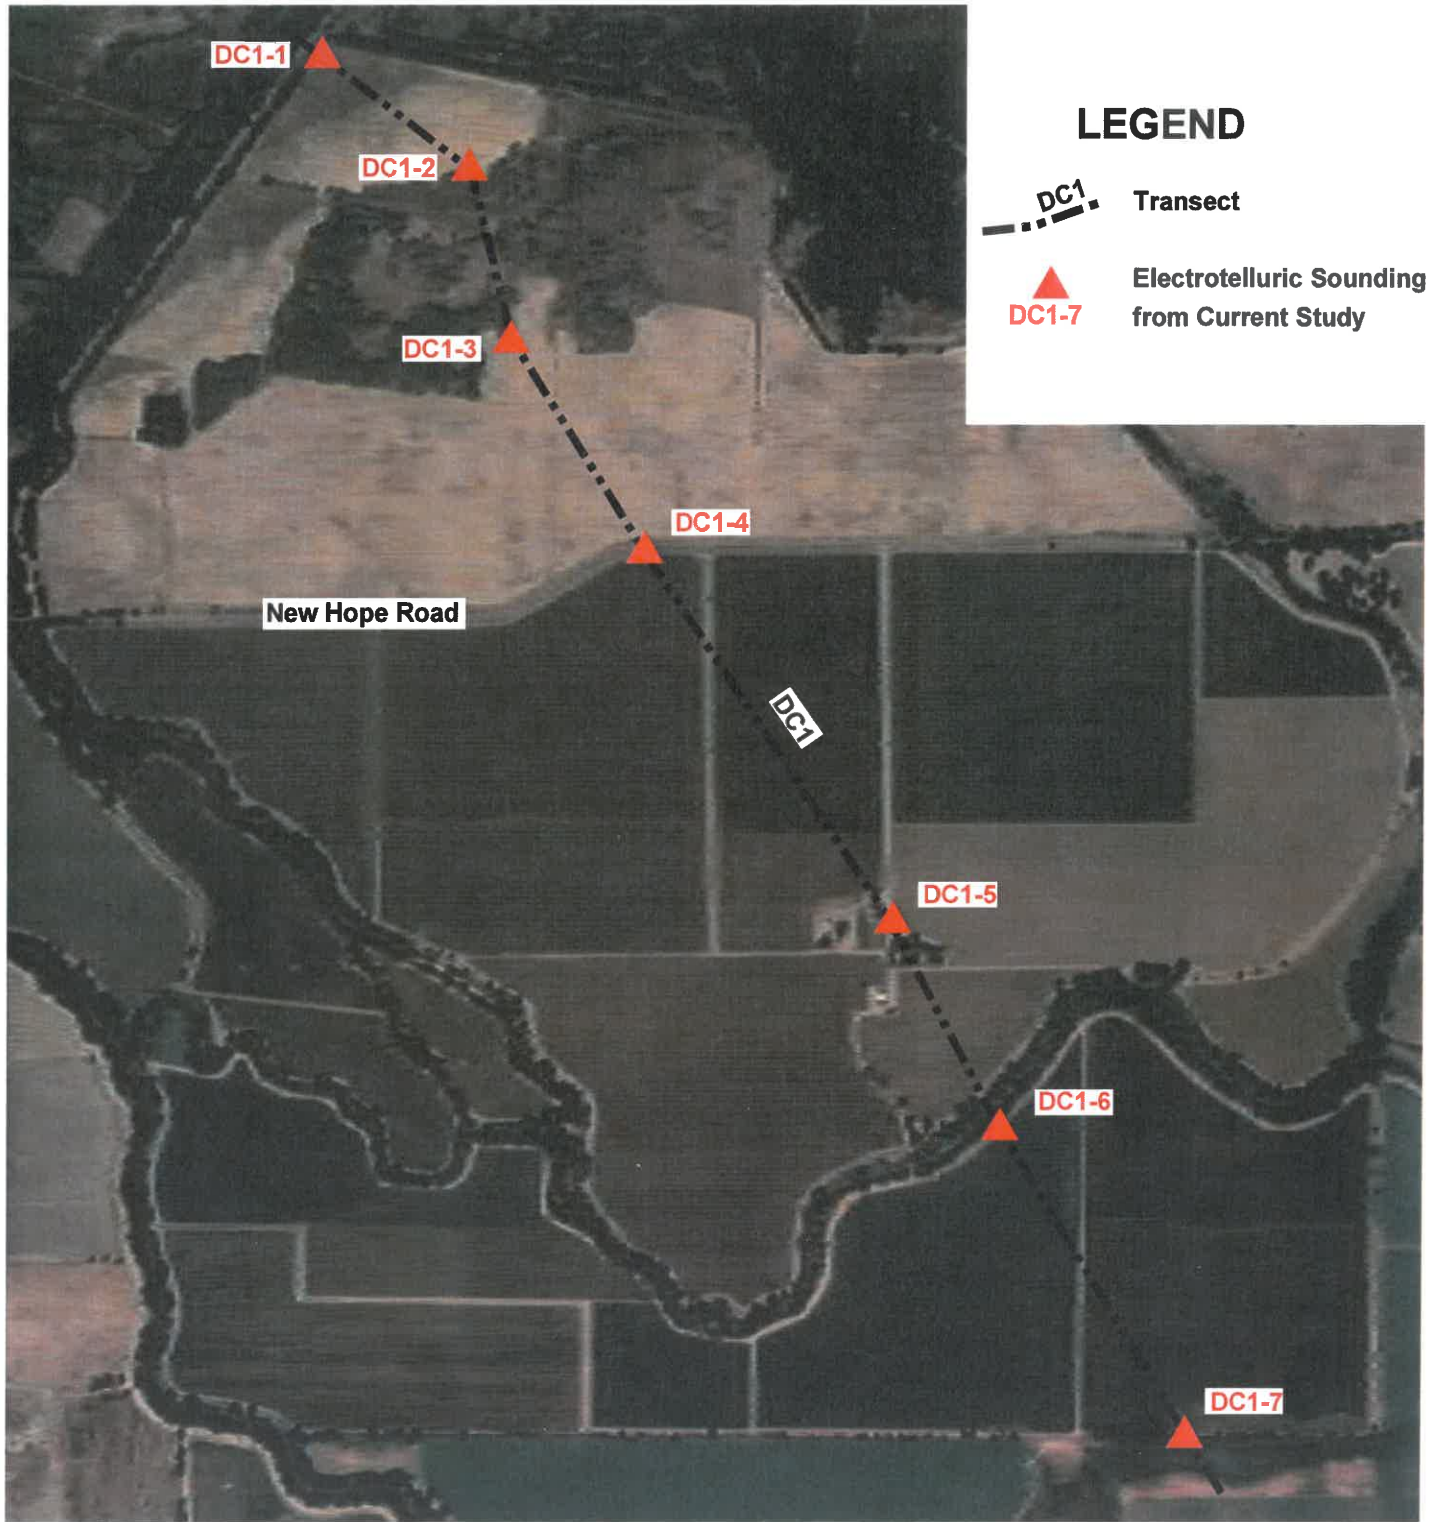 DC1-1
LEGEND
DC1-2
DC1
Transect
Electrotelluric Sounding
DC1-7
from Current Study
DC1-3
DC1-4
New Hope Road
DC1
DC1-5
DC1-6
DC1-7